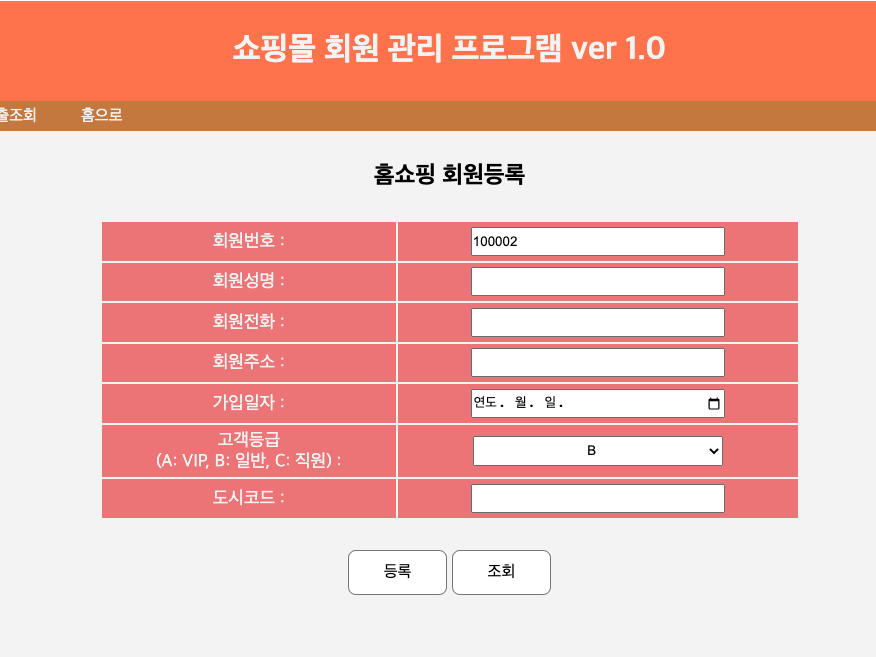 쇼핑몰 회원 관리 프로그램 ver 1.0
출조회 홈으로
홈쇼핑 회원등록
회원번호 : 100002
회원성명 :
회원전화 :
회원주소 :
가입일자 : 연도. 월. 일.
고객등급
(A: VIP, B: 일반, C: 직원) : B
도시코드 :
등록 조회